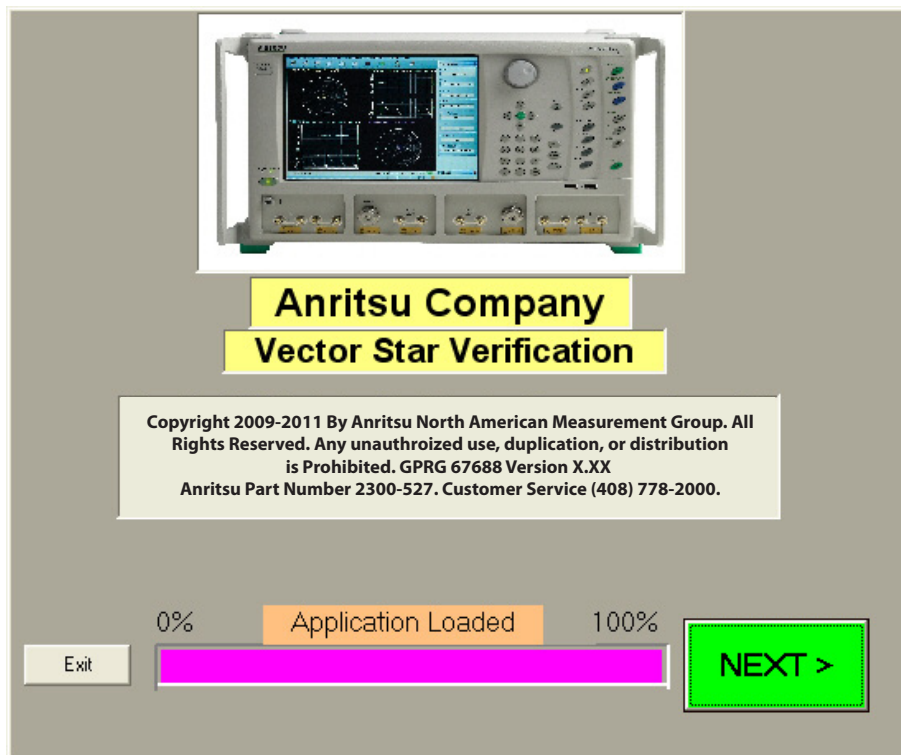 Anritsu Company
Vector Star Verification
Copyright 2009-2011 By Anritsu North American Measurement Group. All
Rights Reserved. Any unauthroized use, duplication, or distribution
is Prohibited. GPRG 67688 Version X.XX
Anritsu Part Number 2300-527. Customer Service (408) 778-2000.
0% Application Loaded 100%
Exit
NEXT >